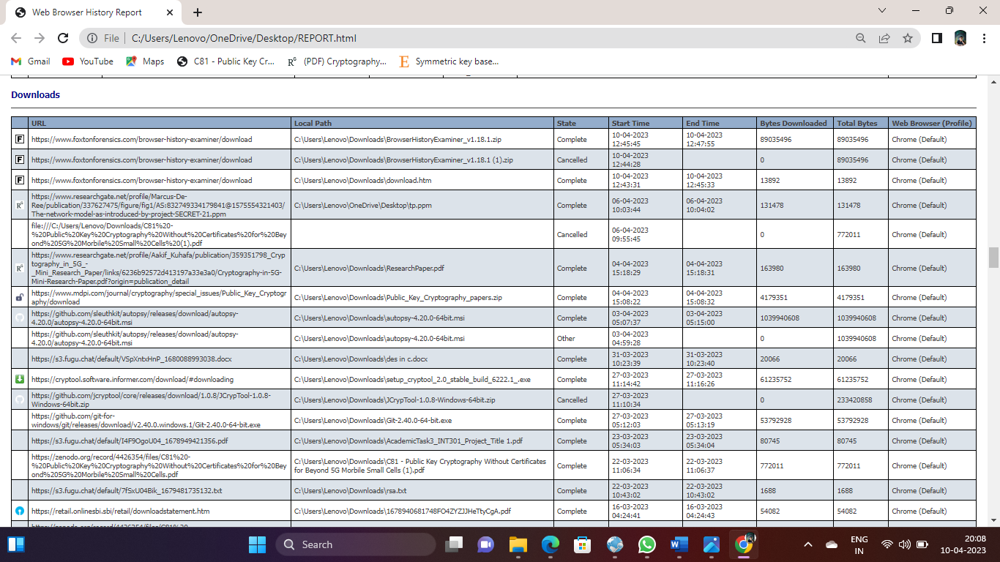 Web Browser History Report
File
C:/Users/Lenovo/OneDrive/Desktop/REPORT.html
Gmail YouTube Maps C81 - Public Key Cr... (PDF) Cryptography... Symmetric key base...
Downloads
URL Local Path State Start Time End Time Bytes Downloaded Total Bytes Web Browser (Profile)
https://www.foxtonforensics.com/browser-history-examiner/download C:\Users\Lenovo\Downloads\BrowserHistoryExaminer_v1.18.1.zip Complete 10-04-2023 12:45:45 10-04-2023 12:47:55 89035496 89035496 Chrome (Default)
https://www.foxtonforensics.com/browser-history-examiner/download C:\Users\Lenovo\Downloads\BrowserHistoryExaminer_v1.18.1 (1).zip Cancelled 10-04-2023 12:44:28 0 89035496 Chrome (Default)
https://www.foxtonforensics.com/browser-history-examiner/download C:\Users\Lenovo\Downloads\download.htm Complete 10-04-2023 12:43:31 10-04-2023 12:45:33 13892 13892 Chrome (Default)
https://www.researchgate.net/profile/Marcus-De-
Ree/publication/337627475/figure/fig1/AS:832749334179841@1575554321403/
The-network-model-as-introduced-by-project-SECRET-21.ppm C:\Users\Lenovo\OneDrive\Desktop\tp.ppm Complete 06-04-2023 10:03:44 06-04-2023 10:04:02 131478 131478 Chrome (Default)
file:///C:/Users/Lenovo/Downloads/C81%20-
%20Public%20Key%20Cryptography%20Without%20Certificates%20for%20Bey
ond%205G%20Morbile%20Small%20Cells%20(1).pdf Cancelled 06-04-2023 09:55:45 0 772011 Chrome (Default)
https://www.researchgate.net/profile/Aakif_Kuhafa/publication/359351798_Cryp
tography_in_5G_-
_Mini_Research_Paper/links/6236b92572d413197a33e3a0/Cryptography-in-5G-
Mini-Research-Paper.pdf?origin=publication_detail C:\Users\Lenovo\Downloads\ResearchPaper.pdf Complete 04-04-2023 15:18:29 04-04-2023 15:18:31 163980 163980 Chrome (Default)
https://www.mdpi.com/journal/cryptography/special_issues/Public_Key_Cryptogr
aphy/download C:\Users\Lenovo\Downloads\Public_Key_Cryptography_papers.zip Complete 04-04-2023 15:08:22 04-04-2023 15:08:32 4179351 4179351 Chrome (Default)
https://github.com/sleuthkit/autopsy/releases/download/autopsy-
4.20.0/autopsy-4.20.0-64bit.msi C:\Users\Lenovo\Downloads\autopsy-4.20.0-64bit.msi Complete 03-04-2023 05:07:37 03-04-2023 05:15:00 1039940608 1039940608 Chrome (Default)
https://github.com/sleuthkit/autopsy/releases/download/autopsy-
4.20.0/autopsy-4.20.0-64bit.msi C:\Users\Lenovo\Downloads\autopsy-4.20.0-64bit.msi Other 03-04-2023 04:59:28 0 1039940608 Chrome (Default)
https://s3.fugu.chat/default/VSpXntxHnP_1680088993038.docx C:\Users\Lenovo\Downloads\des in c.docx Complete 31-03-2023 10:23:39 31-03-2023 10:23:40 20066 20066 Chrome (Default)
https://cryptool.software.informer.com/download/#downloading C:\Users\Lenovo\Downloads\setup_cryptool_2.0_stable_build_6222.1_.exe Complete 27-03-2023 11:14:42 27-03-2023 11:16:26 61235752 61235752 Chrome (Default)
https://github.com/jcryptool/core/releases/download/1.0.8/JCrypTool-1.0.8-
Windows-64bit.zip C:\Users\Lenovo\Downloads\JCrypTool-1.0.8-Windows-64bit.zip Cancelled 27-03-2023 11:10:34 0 233420858 Chrome (Default)
https://github.com/git-for-
windows/git/releases/download/v2.40.0.windows.1/Git-2.40.0-64-bit.exe C:\Users\Lenovo\Downloads\Git-2.40.0-64-bit.exe Complete 27-03-2023 05:12:03 27-03-2023 05:13:19 53792928 53792928 Chrome (Default)
https://s3.fugu.chat/default/I4F9OgoU04_1678949421356.pdf C:\Users\Lenovo\Downloads\AcademicTask3_INT301_Project_Title 1.pdf Complete 23-03-2023 05:34:03 23-03-2023 05:34:04 80745 80745 Chrome (Default)
https://zenodo.org/record/4426354/files/C81%20-
%20Public%20Key%20Cryptography%20Without%20Certificates%20for%20Bey
ond%205G%20Morbile%20Small%20Cells.pdf C:\Users\Lenovo\Downloads\C81 - Public Key Cryptography Without Certificates for Beyond 5G Morbile Small Cells (1).pdf Complete 22-03-2023 11:06:34 22-03-2023 11:06:37 772011 772011 Chrome (Default)
https://s3.fugu.chat/default/7fSxU04Bik_1679481735132.txt C:\Users\Lenovo\Downloads\rsa.txt Complete 22-03-2023 10:43:02 22-03-2023 10:43:02 1688 1688 Chrome (Default)
https://retail.onlinesbi.sbi/retail/downloadstatement.htm C:\Users\Lenovo\Downloads\1678940681748FO4ZYZJJHeTtyCgA.pdf Complete 16-03-2023 04:24:41 16-03-2023 04:24:43 54082 54082 Chrome (Default)
Search
ENG
IN
20:08
10-04-2023